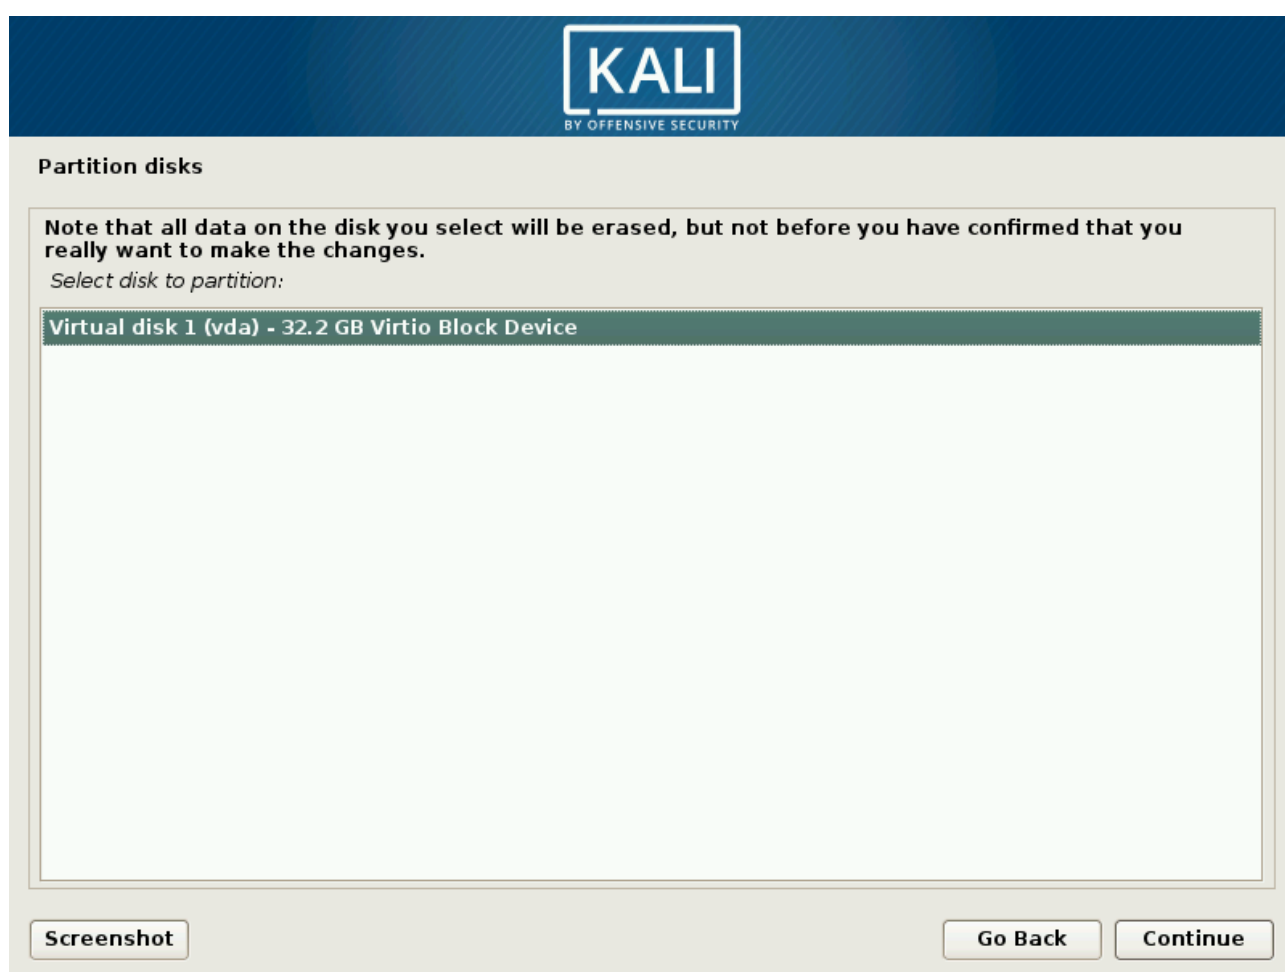 KALI
BY OFFENSIVE SECURITY
Partition disks
Note that all data on the disk you select will be erased, but not before you have confirmed that you
really want to make the changes.
Select disk to partition:
Virtual disk 1 (vda) - 32.2 GB Virtio Block Device
Screenshot
Go Back
Continue